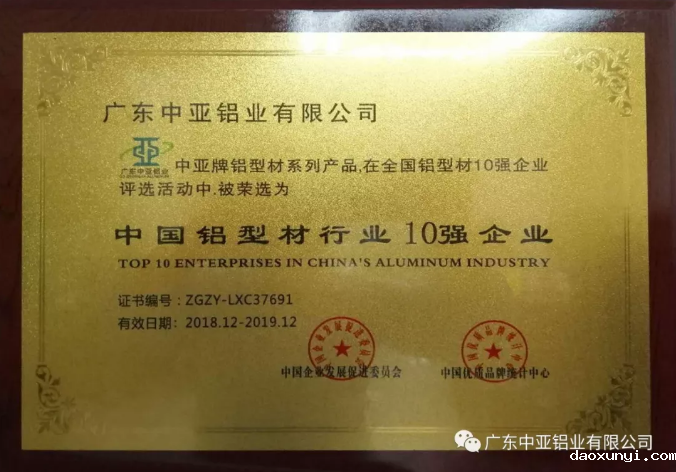 广东中亚铝业有限公司
广东中亚铝业
中亚牌铝型材系列产品,在全国铝型材10强企业
评选活动中.被荣选为
中国铝型材行业10强企业
TOP 10 ENTERPRISES IN CHINA'S ALUMINUM INDUSTRY
证书编号：ZGZY-LXC37691
有效日期：2018.12-2019.12
中国企业发展促进委员会
中国优质品牌统计中心
广东中亚铝业有限公司
daoxunyi.com